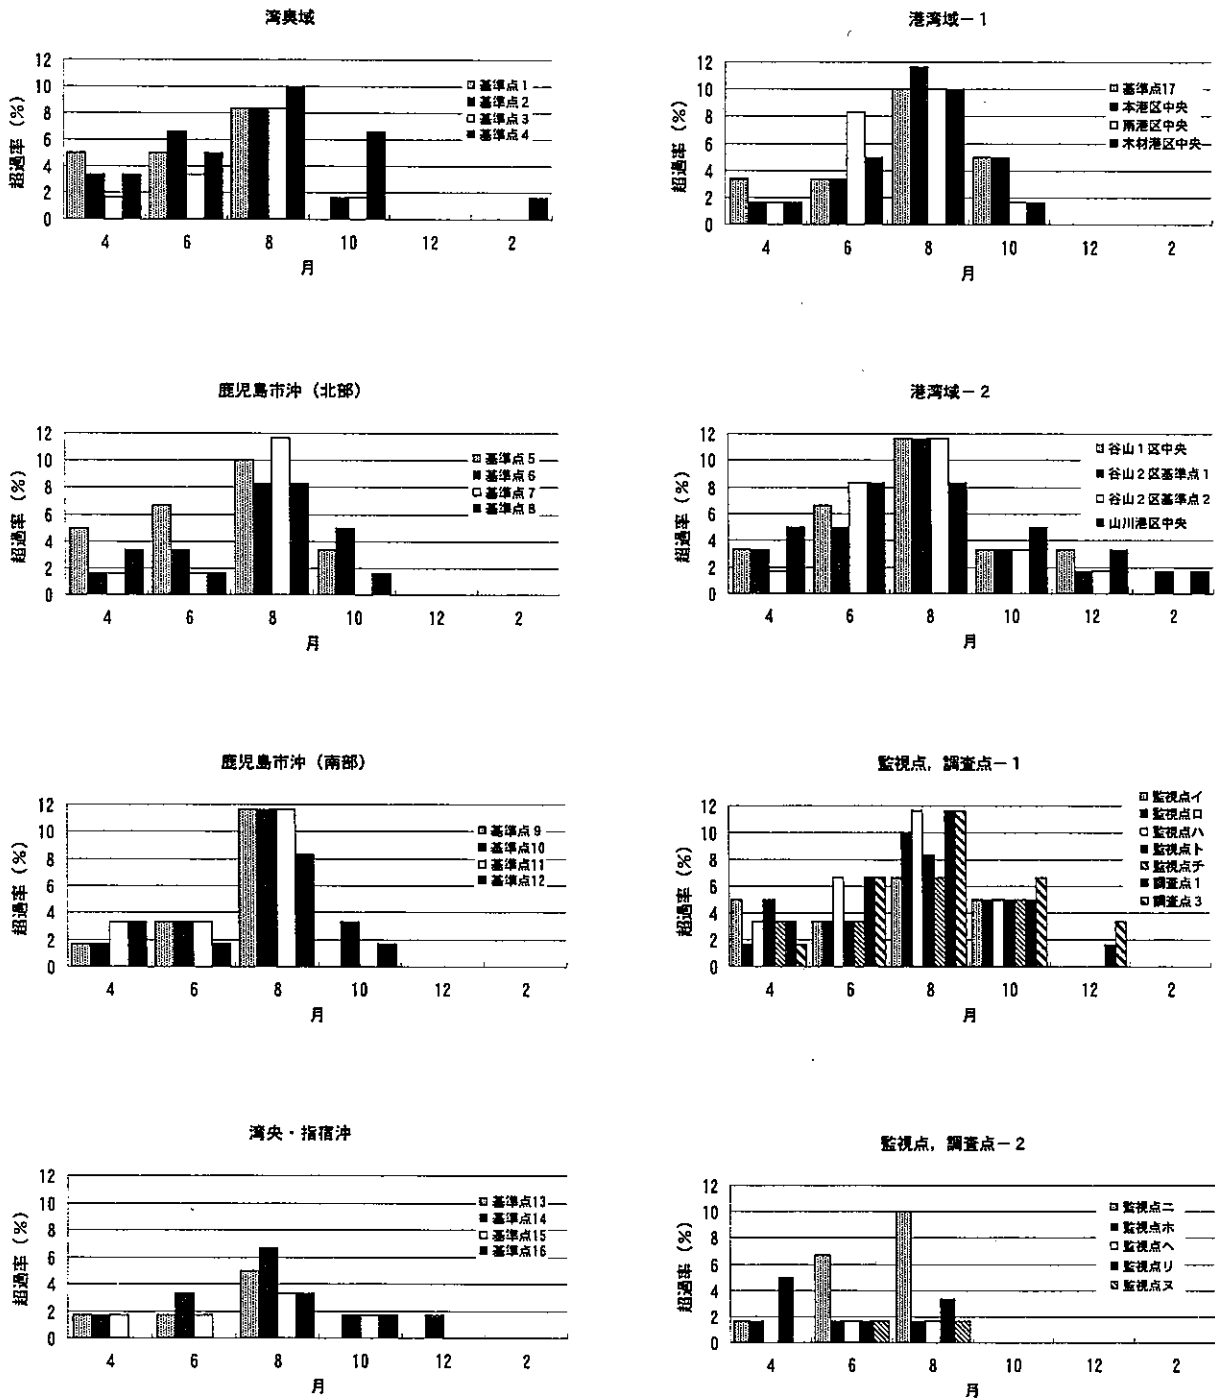 湾奥域
超過率 (%)
12
10
8
6
4
2
0
基準点1
基準点2
基準点3
基準点4
4 6 8 10 12 2
月
港湾域－1
超過率 (%)
12
10
8
6
4
2
0
基準点17
本港区中央
南港区中央
木材港区中央
4 6 8 10 12 2
月
鹿児島市沖（北部）
超過率 (%)
12
10
8
6
4
2
0
基準点5
基準点6
基準点7
基準点8
4 6 8 10 12 2
月
港湾域－2
超過率 (%)
12
10
8
6
4
2
0
谷山1区中央
谷山2区基準点1
谷山2区基準点2
山川港区中央
4 6 8 10 12 2
月
鹿児島市沖（南部）
超過率 (%)
12
10
8
6
4
2
0
基準点9
基準点10
基準点11
基準点12
4 6 8 10 12 2
月
監視点，調査点－1
超過率 (%)
12
10
8
6
4
2
0
監視点イ
監視点ロ
監視点ハ
監視点ト
監視点チ
調査点1
調査点3
4 6 8 10 12 2
月
湾央・指宿沖
超過率 (%)
12
10
8
6
4
2
0
基準点13
基準点14
基準点15
基準点16
4 6 8 10 12 2
月
監視点，調査点－2
超過率 (%)
12
10
8
6
4
2
0
監視点ニ
監視点ホ
監視点ヘ
監視点リ
監視点ヌ
4 6 8 10 12 2
月